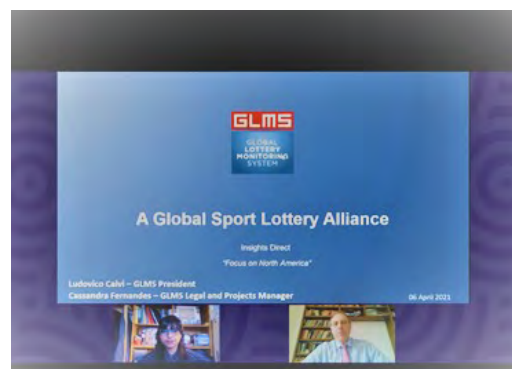 GLMS
GLOBAL
LOTTERY
MONITORING
SYSTEM
A Global Sport Lottery Alliance
Insights Direct
"Focus on North America"
Ludovico Calvi – GLMS President
Cassandra Fernandes – GLMS Legal and Projects Manager
06 April 2021